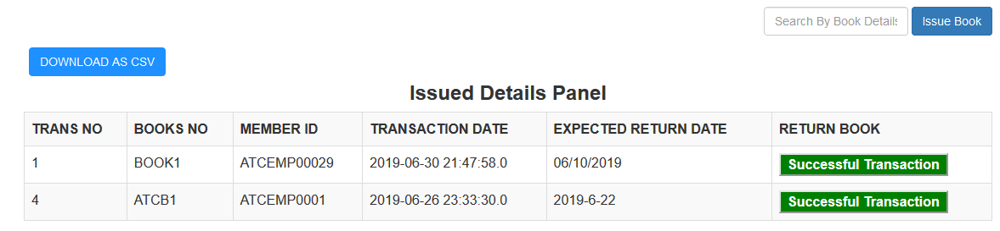 Search By Book Details Issue Book
DOWNLOAD AS CSV
Issued Details Panel
TRANS NO BOOKS NO MEMBER ID TRANSACTION DATE EXPECTED RETURN DATE RETURN BOOK
1 BOOK1 ATCEMP00029 2019-06-30 21:47:58.0 06/10/2019 Successful Transaction
4 ATCB1 ATCEMP0001 2019-06-26 23:33:30.0 2019-6-22 Successful Transaction